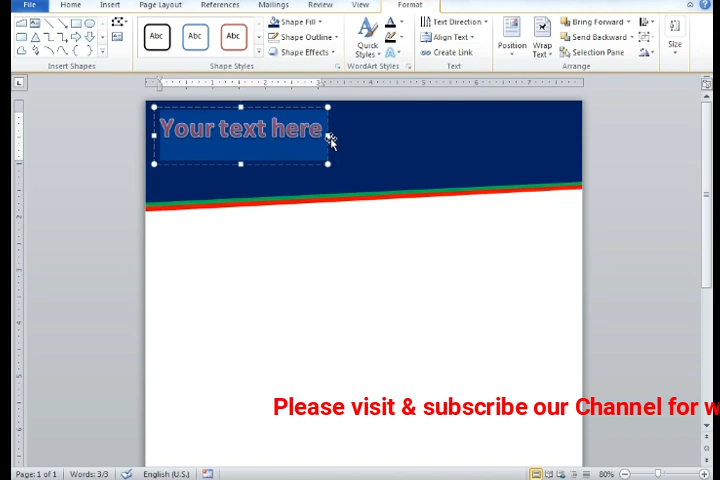 File Home Insert Page Layout References Mailings Review View Format
Shape Fill
Shape Outline
Shape Effects
Abc Abc Abc
Quick Styles
Text Direction
Align Text
Create Link
Position
Wrap Text
Bring Forward
Send Backward
Selection Pane
Size
Insert Shapes Shape Styles WordArt Styles Text Arrange
Your text here
Please visit & subscribe our Channel for w
Page: 1 of 1 Words: 3/3 English (U.S.) 80%